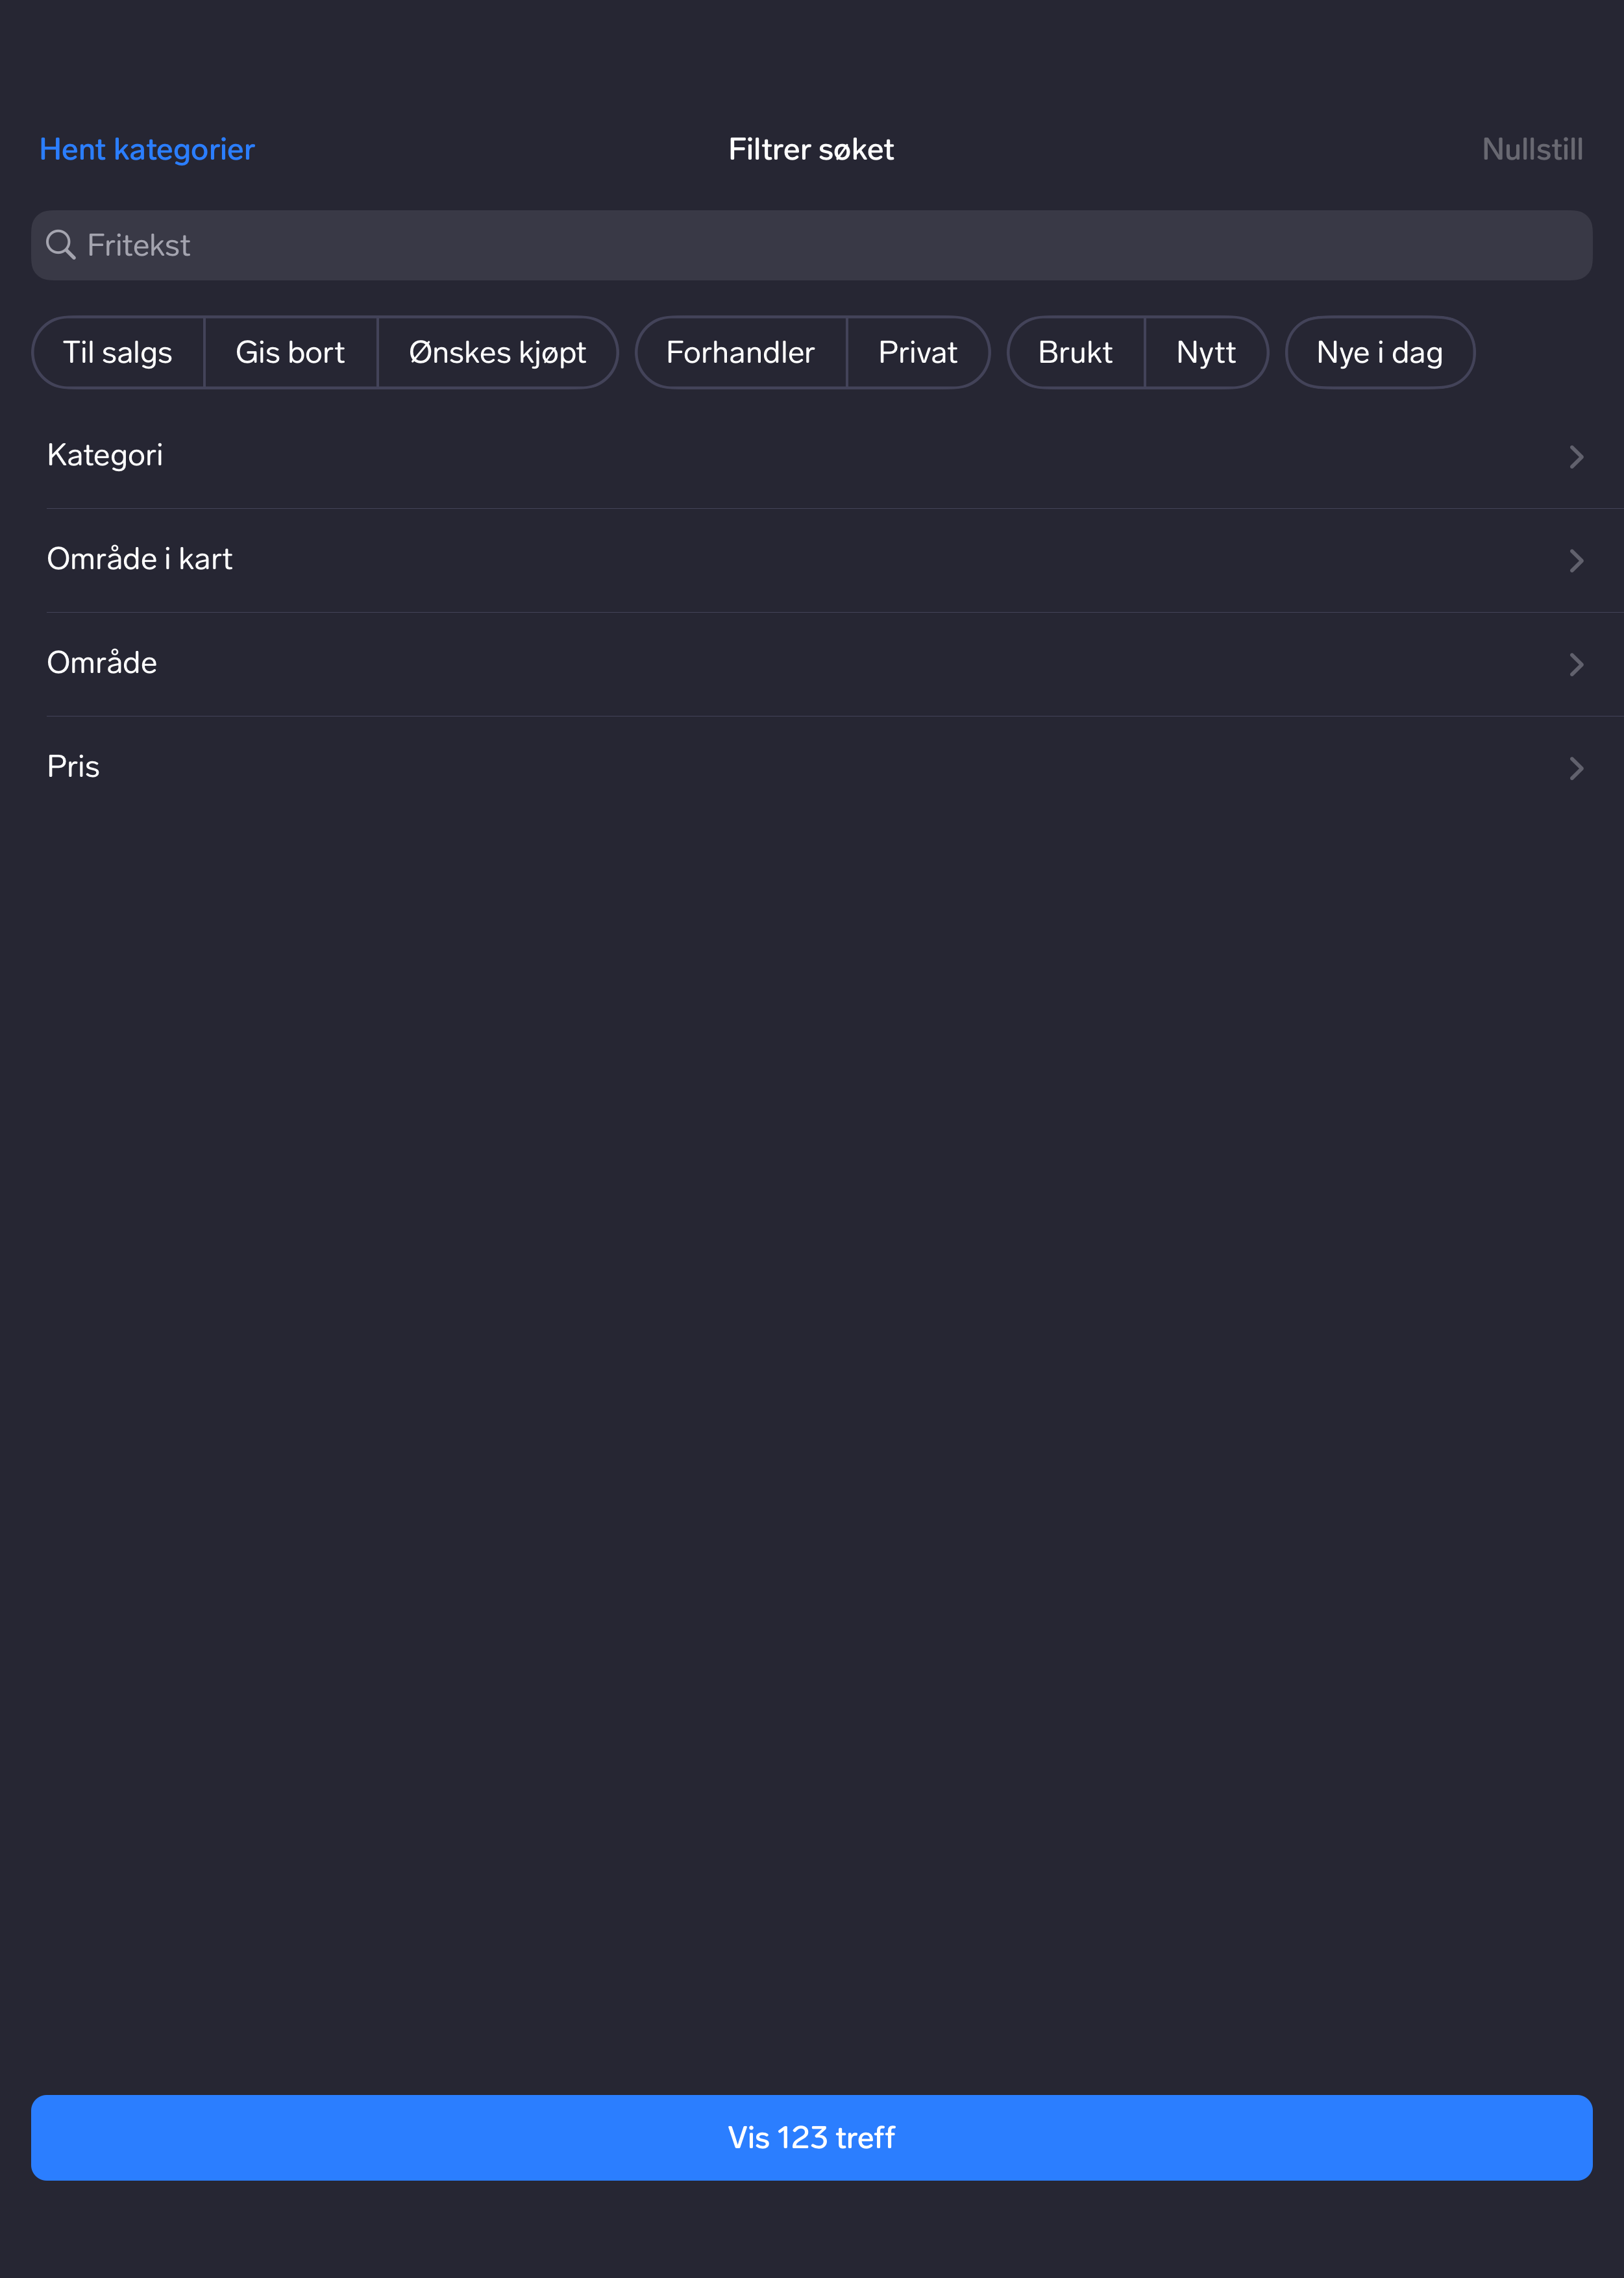 Hent kategorier Filtrer søket Nullstill
Fritekst
Til salgs Gis bort Ønskes kjøpt Forhandler Privat Brukt Nytt Nye i dag
Kategori
Område i kart
Område
Pris
Vis 123 treff